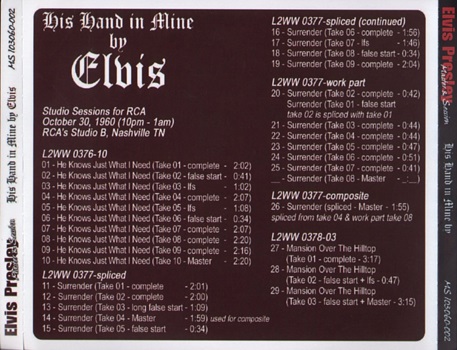 His Hand in Mine
by
Elvis
Studio Sessions for RCA
October 30, 1960 (10pm - 1am)
RCA's Studio B, Nashville TN
L2WW 0376-10
01 - He Knows Just What I Need (Take 01 - complete - 2:02)
02 - He Knows Just What I Need (Take 02 - false start - 0:41)
03 - He Knows Just What I Need (Take 03 - lfs - 1:02)
04 - He Knows Just What I Need (Take 04 - complete - 2:07)
05 - He Knows Just What I Need (Take 05 - lfs - 1:08)
06 - He Knows Just What I Need (Take 06 - false start - 0:34)
07 - He Knows Just What I Need (Take 07 - complete - 2:07)
08 - He Knows Just What I Need (Take 08 - complete - 2:20)
09 - He Knows Just What I Need (Take 09 - complete - 2:16)
10 - He Knows Just What I Need (Take 10 - Master - 2:20)
L2WW 0377-spliced
11 - Surrender (Take 01 - complete - 2:01)
12 - Surrender (Take 02 - complete - 2:00)
13 - Surrender (Take 03 - long false start - 1:09)
14 - Surrender (Take 04 - Master - 1:59) used for composite
15 - Surrender (Take 05 - false start - 0:34)
L2WW 0377-spliced (continued)
16 - Surrender (Take 06 - complete - 1:56)
17 - Surrender (Take 07 - lfs - 1:46)
18 - Surrender (Take 08 - false start - 0:34)
19 - Surrender (Take 09 - complete - 2:04)
L2WW 0377-work part
20 - Surrender (Take 02 - complete - 0:42)
Surrender (Take 01 - false start
take 02 is spliced with take 01
21 - Surrender (Take 03 - complete - 0:44)
22 - Surrender (Take 04 - complete - 0:44)
23 - Surrender (Take 05 - complete - 0:47)
24 - Surrender (Take 06 - complete - 0:51)
25 - Surrender (Take 07 - complete - 0:41)
__ - Surrender (Take 08 - Master - _:__)
L2WW 0377-composite
26 - Surrender (spliced - Master - 1:55)
spliced from take 04 & work part take 08
L2WW 0378-03
27 - Mansion Over The Hilltop
(Take 01 - complete - 3:17)
28 - Mansion Over The Hilltop
(Take 02 - false start + lfs - 0:47)
29 - Mansion Over The Hilltop
(Take 03 - false start + Master - 3:15)
Elvis Presley
His Hand in Mine by Elvis
MS 103060-002
Elvis Presley
His Hand in Mine by
MS 103060-002